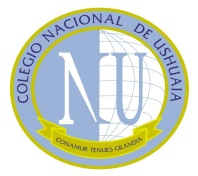 COLEGIO NACIONAL DE USHUAIA
NU
CONAMUR TENUES GRANDIA